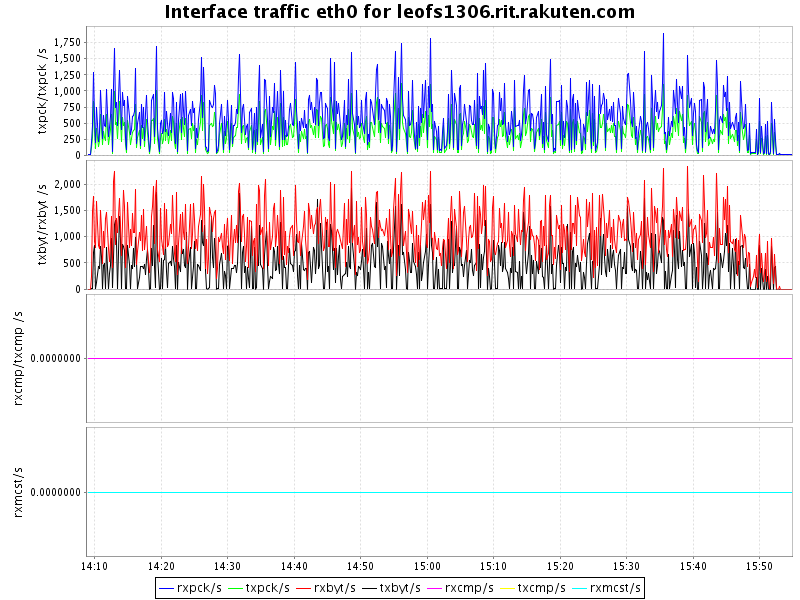 Interface traffic eth0 for leofs1306.rit.rakuten.com
txpck/txpck /s
1,750
1,500
1,250
1,000
750
500
250
0
txbyt/rxbyt /s
2,000
1,500
1,000
500
0
rxcmp/txcmp /s
0.0000000
rxmcst/s
0.0000000
14:10 14:20 14:30 14:40 14:50 15:00 15:10 15:20 15:30 15:40 15:50
rxpck/s txpck/s rxbyt/s txbyt/s rxcmp/s txcmp/s rxmcst/s